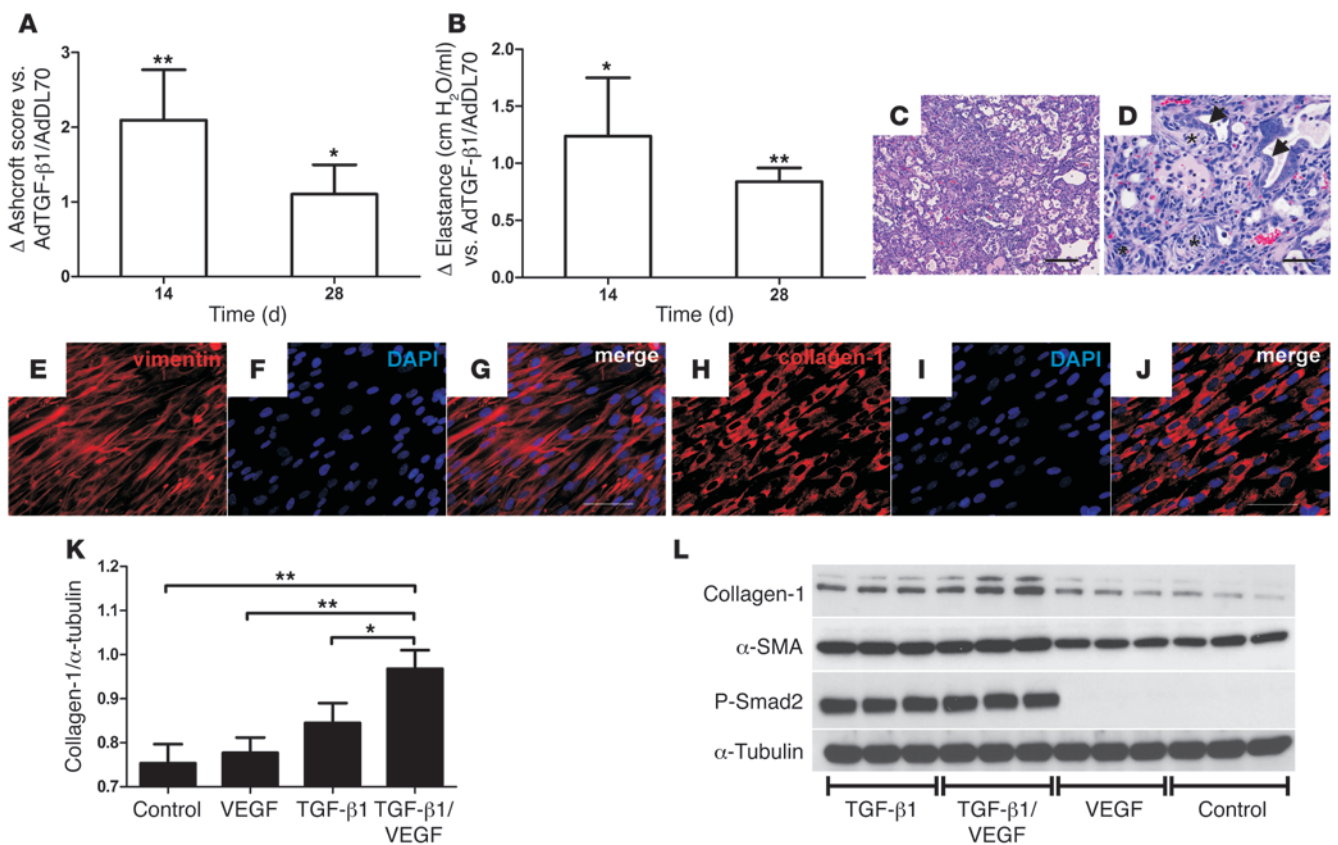 A
Δ Ashcroft score vs.
AdTGF-β1/AdDL70
3
2
1
0
**
*
14
28
Time (d)
B
Δ Elastance (cm H₂O/ml)
vs. AdTGF-β1/AdDL70
2.0
1.5
1.0
0.5
0.0
*
**
14
28
Time (d)
C
D
*
*
*
E
vimentin
F
DAPI
G
merge
H
collagen-1
I
DAPI
J
merge
K
Collagen-1/α-tubulin
1.2
1.1
1.0
0.9
0.8
0.7
**
**
*
Control
VEGF
TGF-β1
TGF-β1/
VEGF
L
Collagen-1
α-SMA
P-Smad2
α-Tubulin
TGF-β1
TGF-β1/
VEGF
VEGF
Control